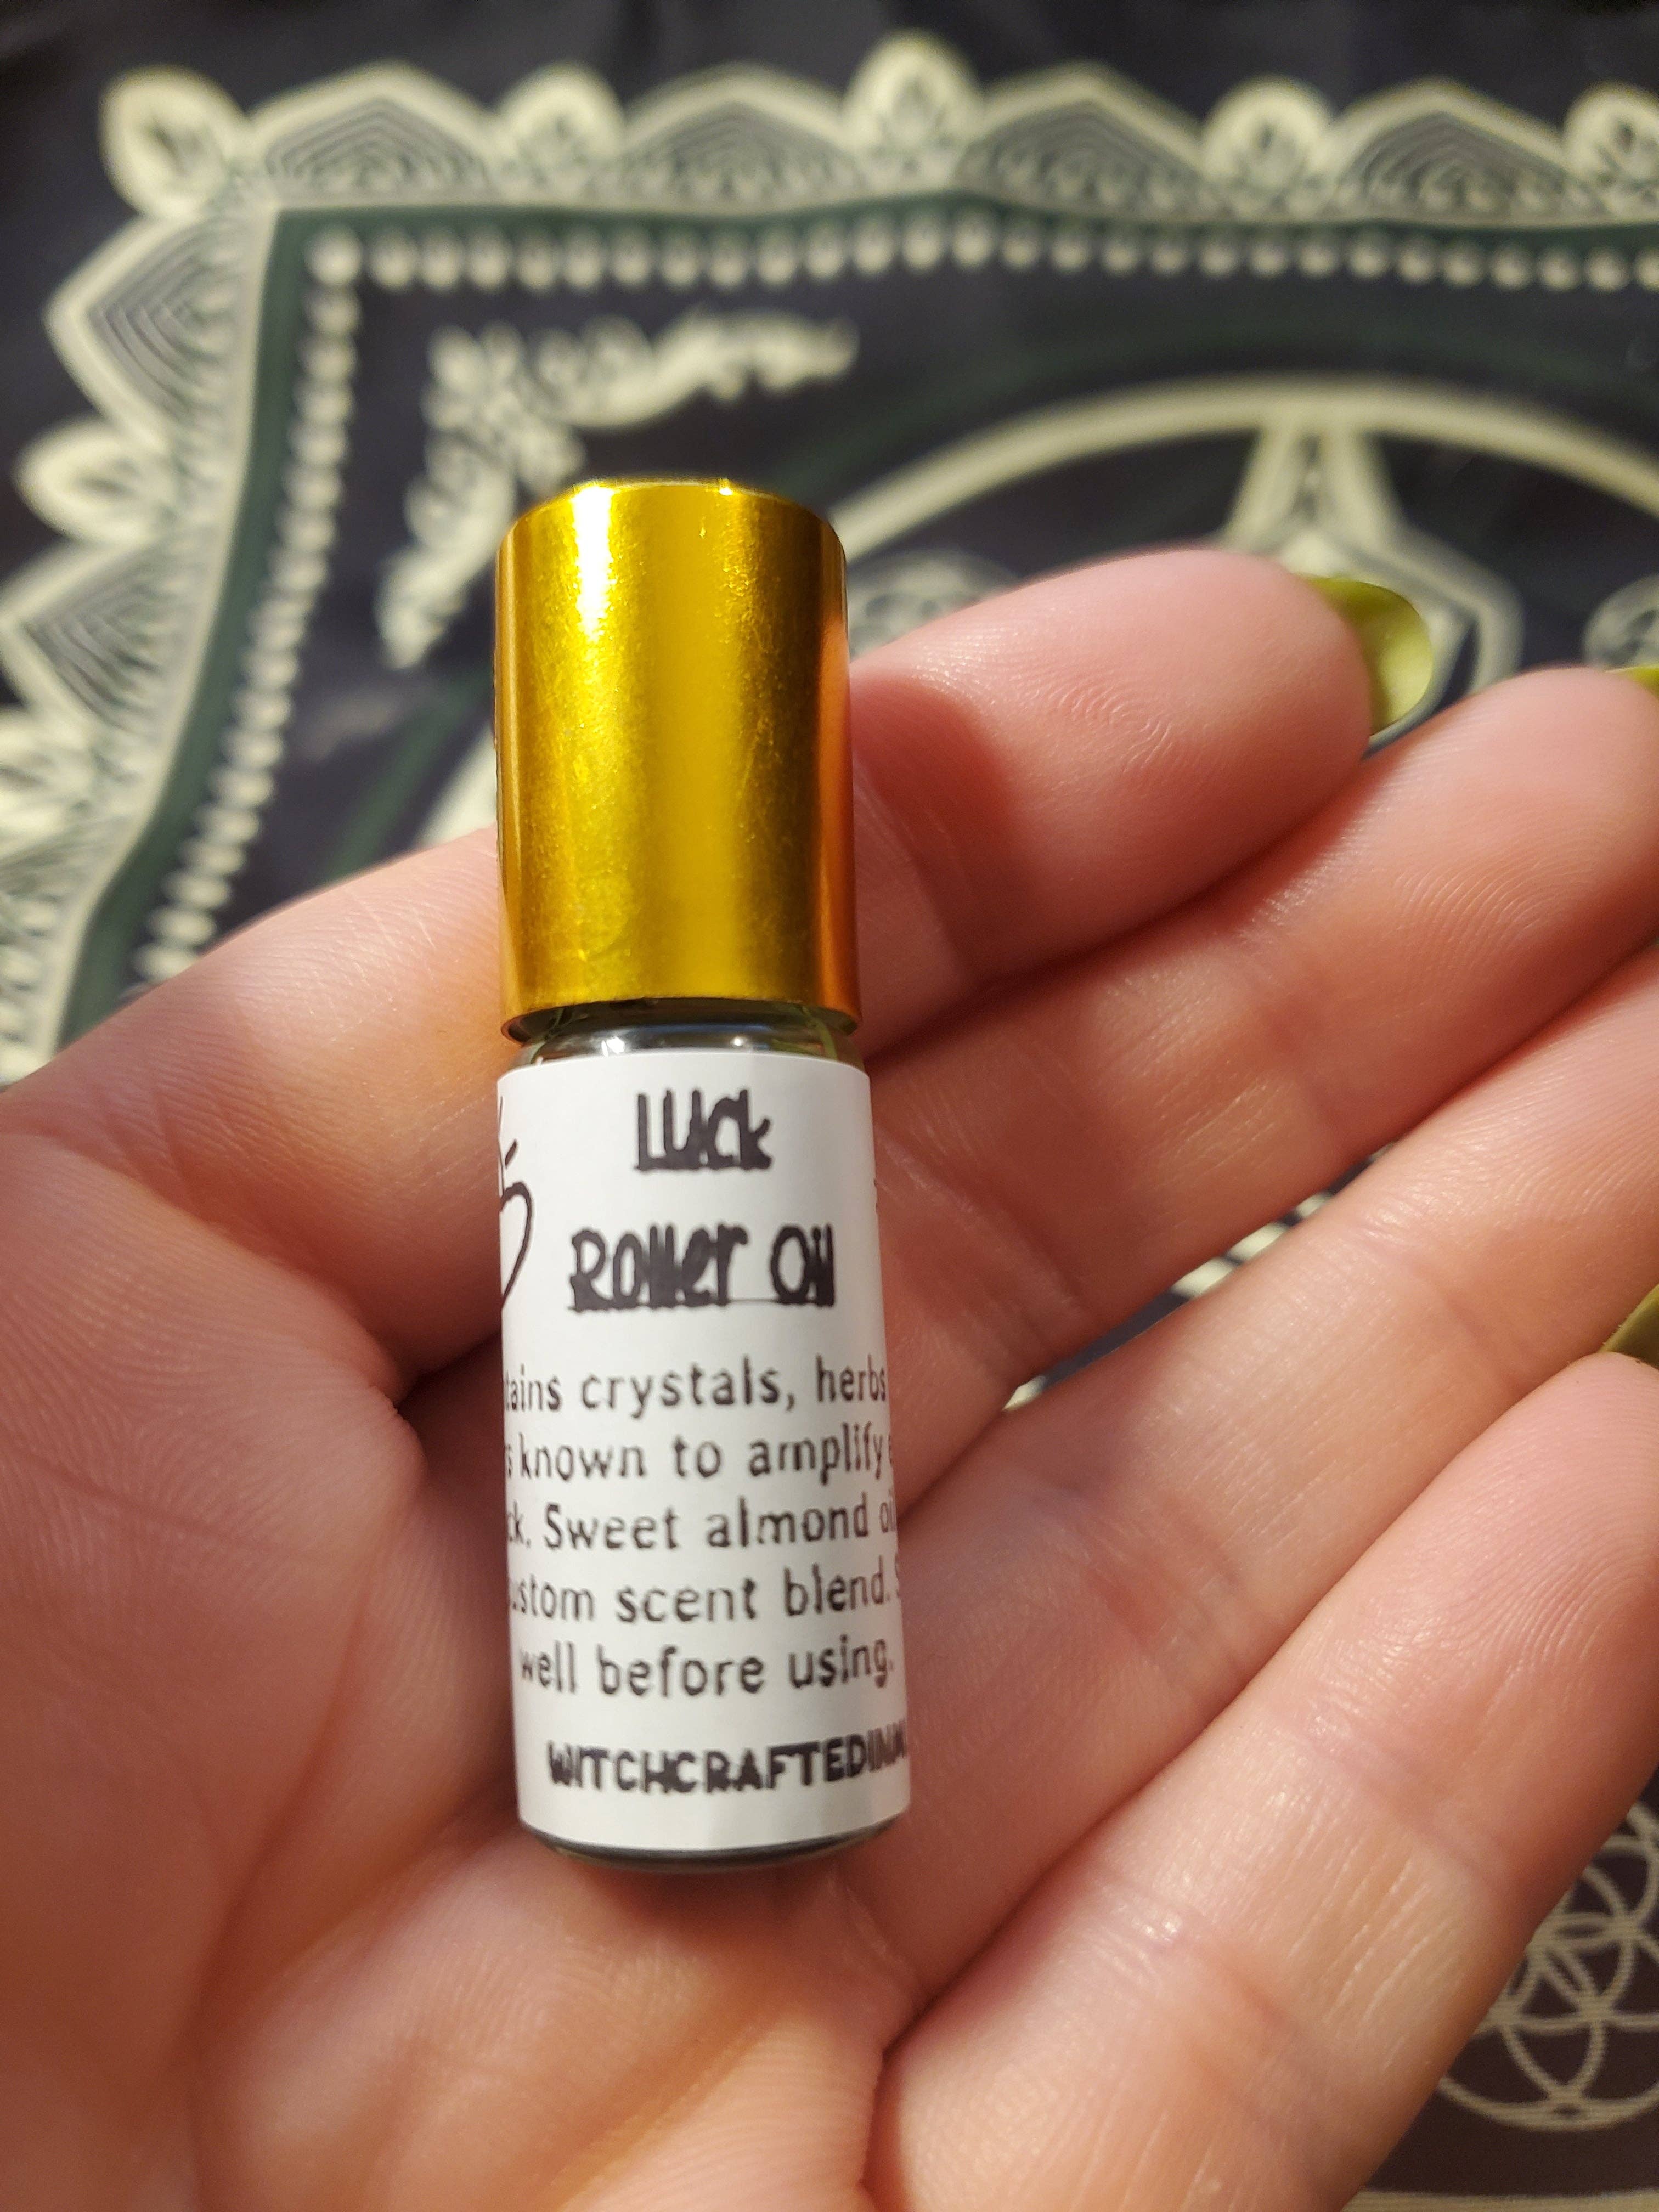 Luck
Roller Oil
tains crystals, herbs
s known to amplify
ck. Sweet almond oi
ustom scent blend. S
well before using.
WITCHCRAFTEDINM